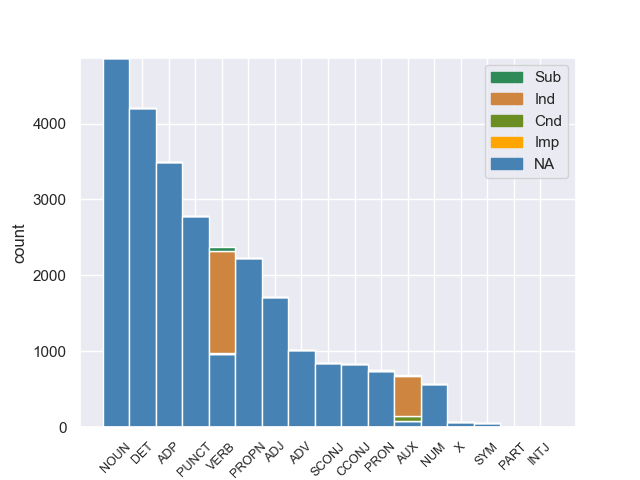 Sub
Ind
Cnd
Imp
NA
count
4000
3000
2000
1000
0
NOUN DET ADP PUNCT VERB PROPN ADJ ADV SCONJ CCONJ PRON AUX NUM X SYM PART INTJ